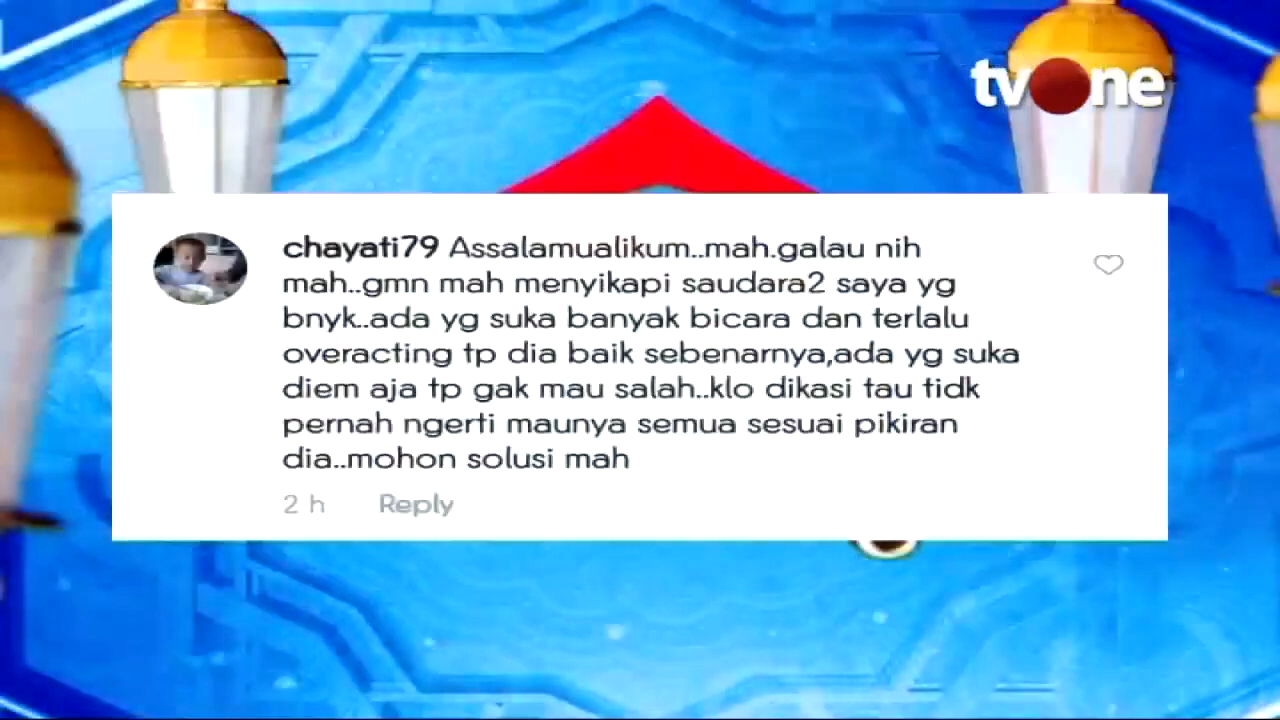 tvOne
chayati79 Assalamualikum..mah.galau nih
mah..gmn mah menyikapi saudara2 saya yg
bnyk..ada yg suka banyak bicara dan terlalu
overacting tp dia baik sebenarnya,ada yg suka
diem aja tp gak mau salah..klo dikasi tau tidk
pernah ngerti maunya semua sesuai pikiran
dia..mohon solusi mah
2 h Reply